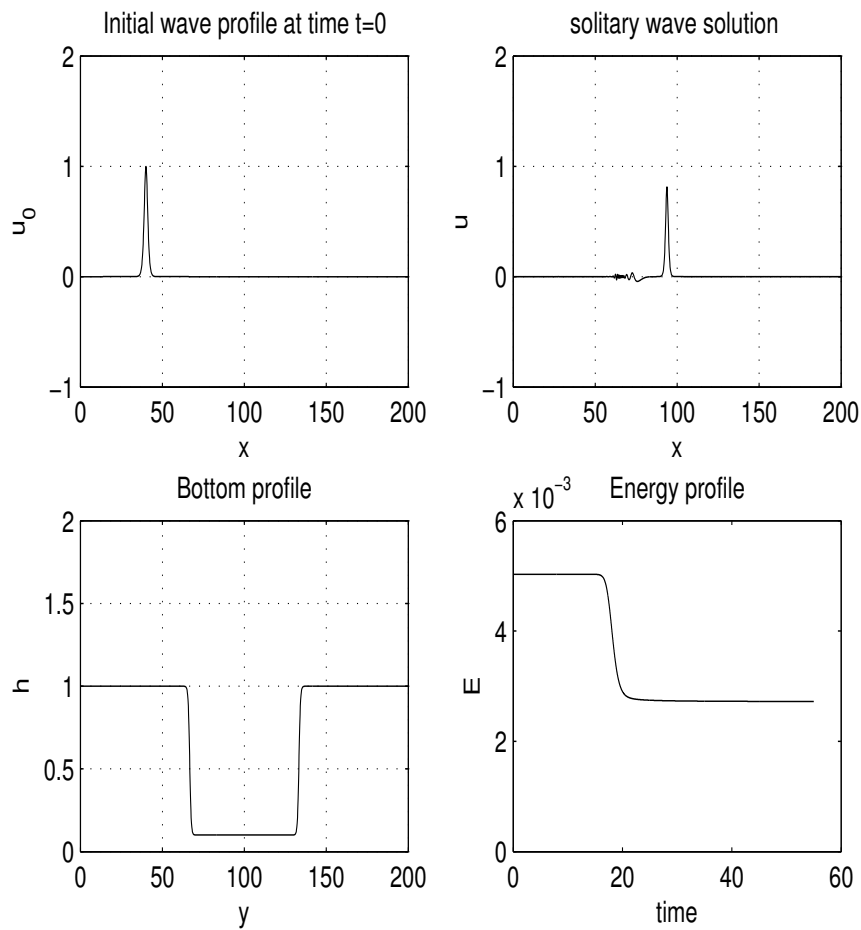 Initial wave profile at time t=0
2
1
0
−1
u0
0 50 100 150 200
x
solitary wave solution
2
1
0
−1
u
0 50 100 150 200
x
Bottom profile
2
1.5
1
0.5
0
h
0 50 100 150 200
y
x 10−3
Energy profile
6
4
2
0
E
0 20 40 60
time